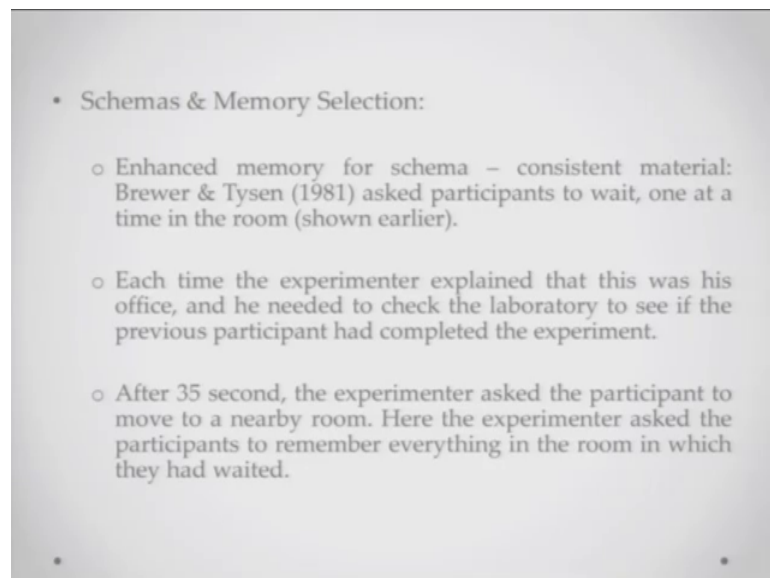 • Schemas & Memory Selection:
o Enhanced memory for schema – consistent material:
Brewer & Tysen (1981) asked participants to wait, one at a
time in the room (shown earlier).
o Each time the experimenter explained that this was his
office, and he needed to check the laboratory to see if the
previous participant had completed the experiment.
o After 35 second, the experimenter asked the participant to
move to a nearby room. Here the experimenter asked the
participants to remember everything in the room in which
they had waited.